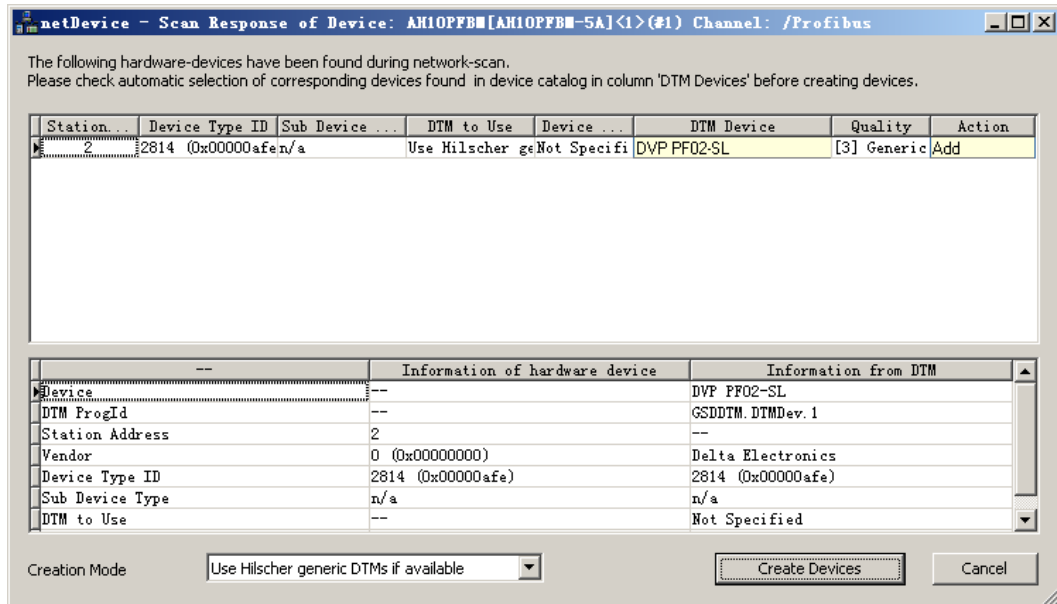 netDevice - Scan Response of Device: AH10PFBM[AH10PFBM-5A]<1>(#1) Channel: /Profibus
The following hardware-devices have been found during network-scan.
Please check automatic selection of corresponding devices found in device catalog in column 'DTM Devices' before creating devices.
Station... Device Type ID Sub Device ... DTM to Use Device ... DTM Device Quality Action
2 2814 (0x00000afe n/a Use Hilscher ge Not Specifi DVP PF02-SL [3] Generic Add
-- Information of hardware device Information from DTM
Device -- DVP PF02-SL
DTM ProgId -- GSDDTM.DTMDev.1
Station Address 2 --
Vendor 0 (0x00000000) Delta Electronics
Device Type ID 2814 (0x00000afe) 2814 (0x00000afe)
Sub Device Type n/a n/a
DTM to Use -- Not Specified
Creation Mode Use Hilscher generic DTMs if available Create Devices Cancel